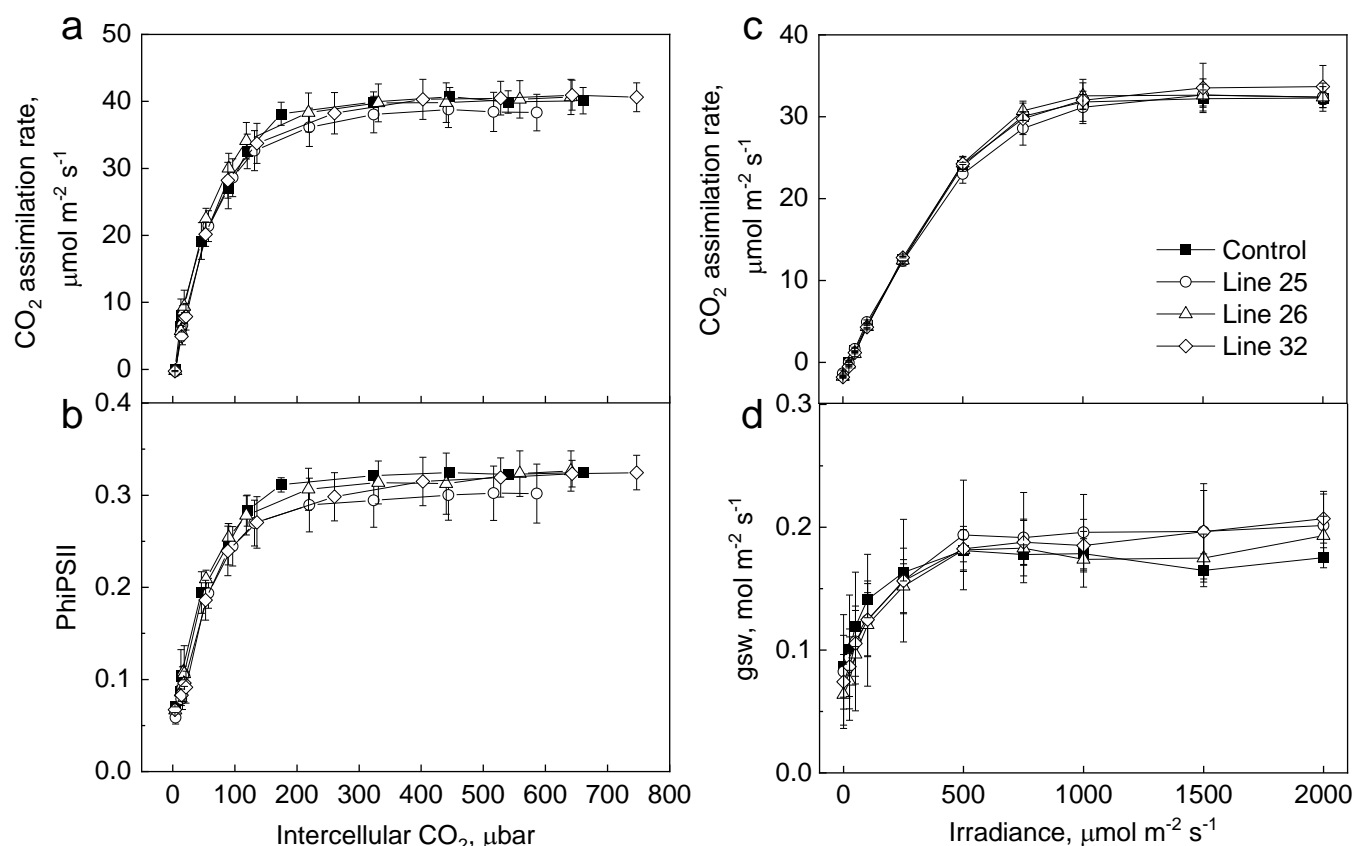 a
50
40
30
20
10
0
CO₂ assimilation rate,
μmol m⁻² s⁻¹
b
0.4
0.3
0.2
0.1
0.0
PhiPSII
0 100 200 300 400 500 600 700 800
Intercellular CO₂, μbar
c
40
30
20
10
0
CO₂ assimilation rate,
μmol m⁻² s⁻¹
Control
Line 25
Line 26
Line 32
d
0.3
0.2
0.1
0.0
gsw, mol m⁻² s⁻¹
0 500 1000 1500 2000
Irradiance, μmol m⁻² s⁻¹